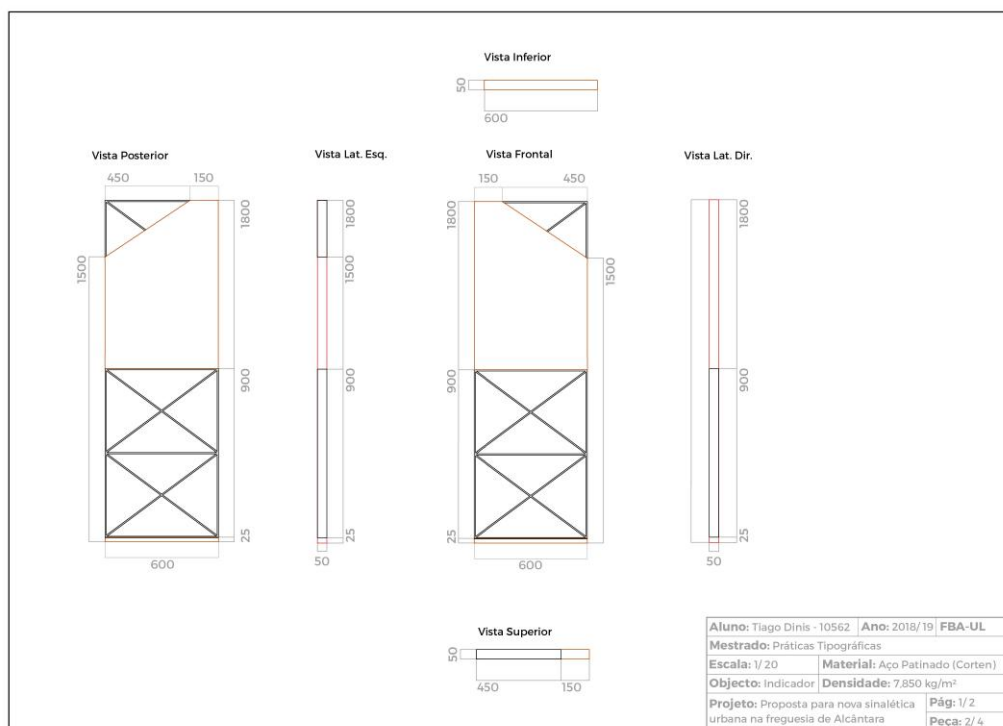 Vista Inferior
50
600
Vista Posterior
Vista Lat. Esq.
Vista Frontal
Vista Lat. Dir.
450 150
150 450
1800
1800
1800
1800
1500
1500
1500
900
900
900
900
25
25
25
25
600
50
600
50
Vista Superior
50
450 150
Aluno: Tiago Dinis - 10562 Ano: 2018/19 FBA-UL
Mestrado: Práticas Tipográficas
Escala: 1/20 Material: Aço Patinado (Corten)
Objecto: Indicador Densidade: 7,850 kg/m²
Projeto: Proposta para nova sinalética Pág: 1/2
urbana na freguesia de Alcântara Peça: 2/4